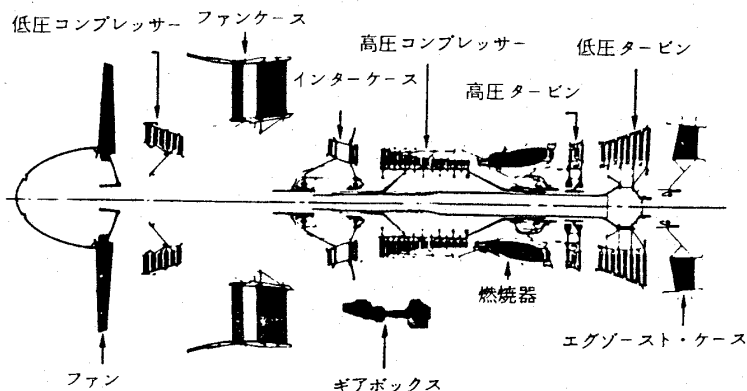 低圧コンプレッサー
ファンケース
高圧コンプレッサー
低圧タービン
インターケース
高圧タービン
燃焼器
エグゾースト・ケース
ファン
ギアボックス